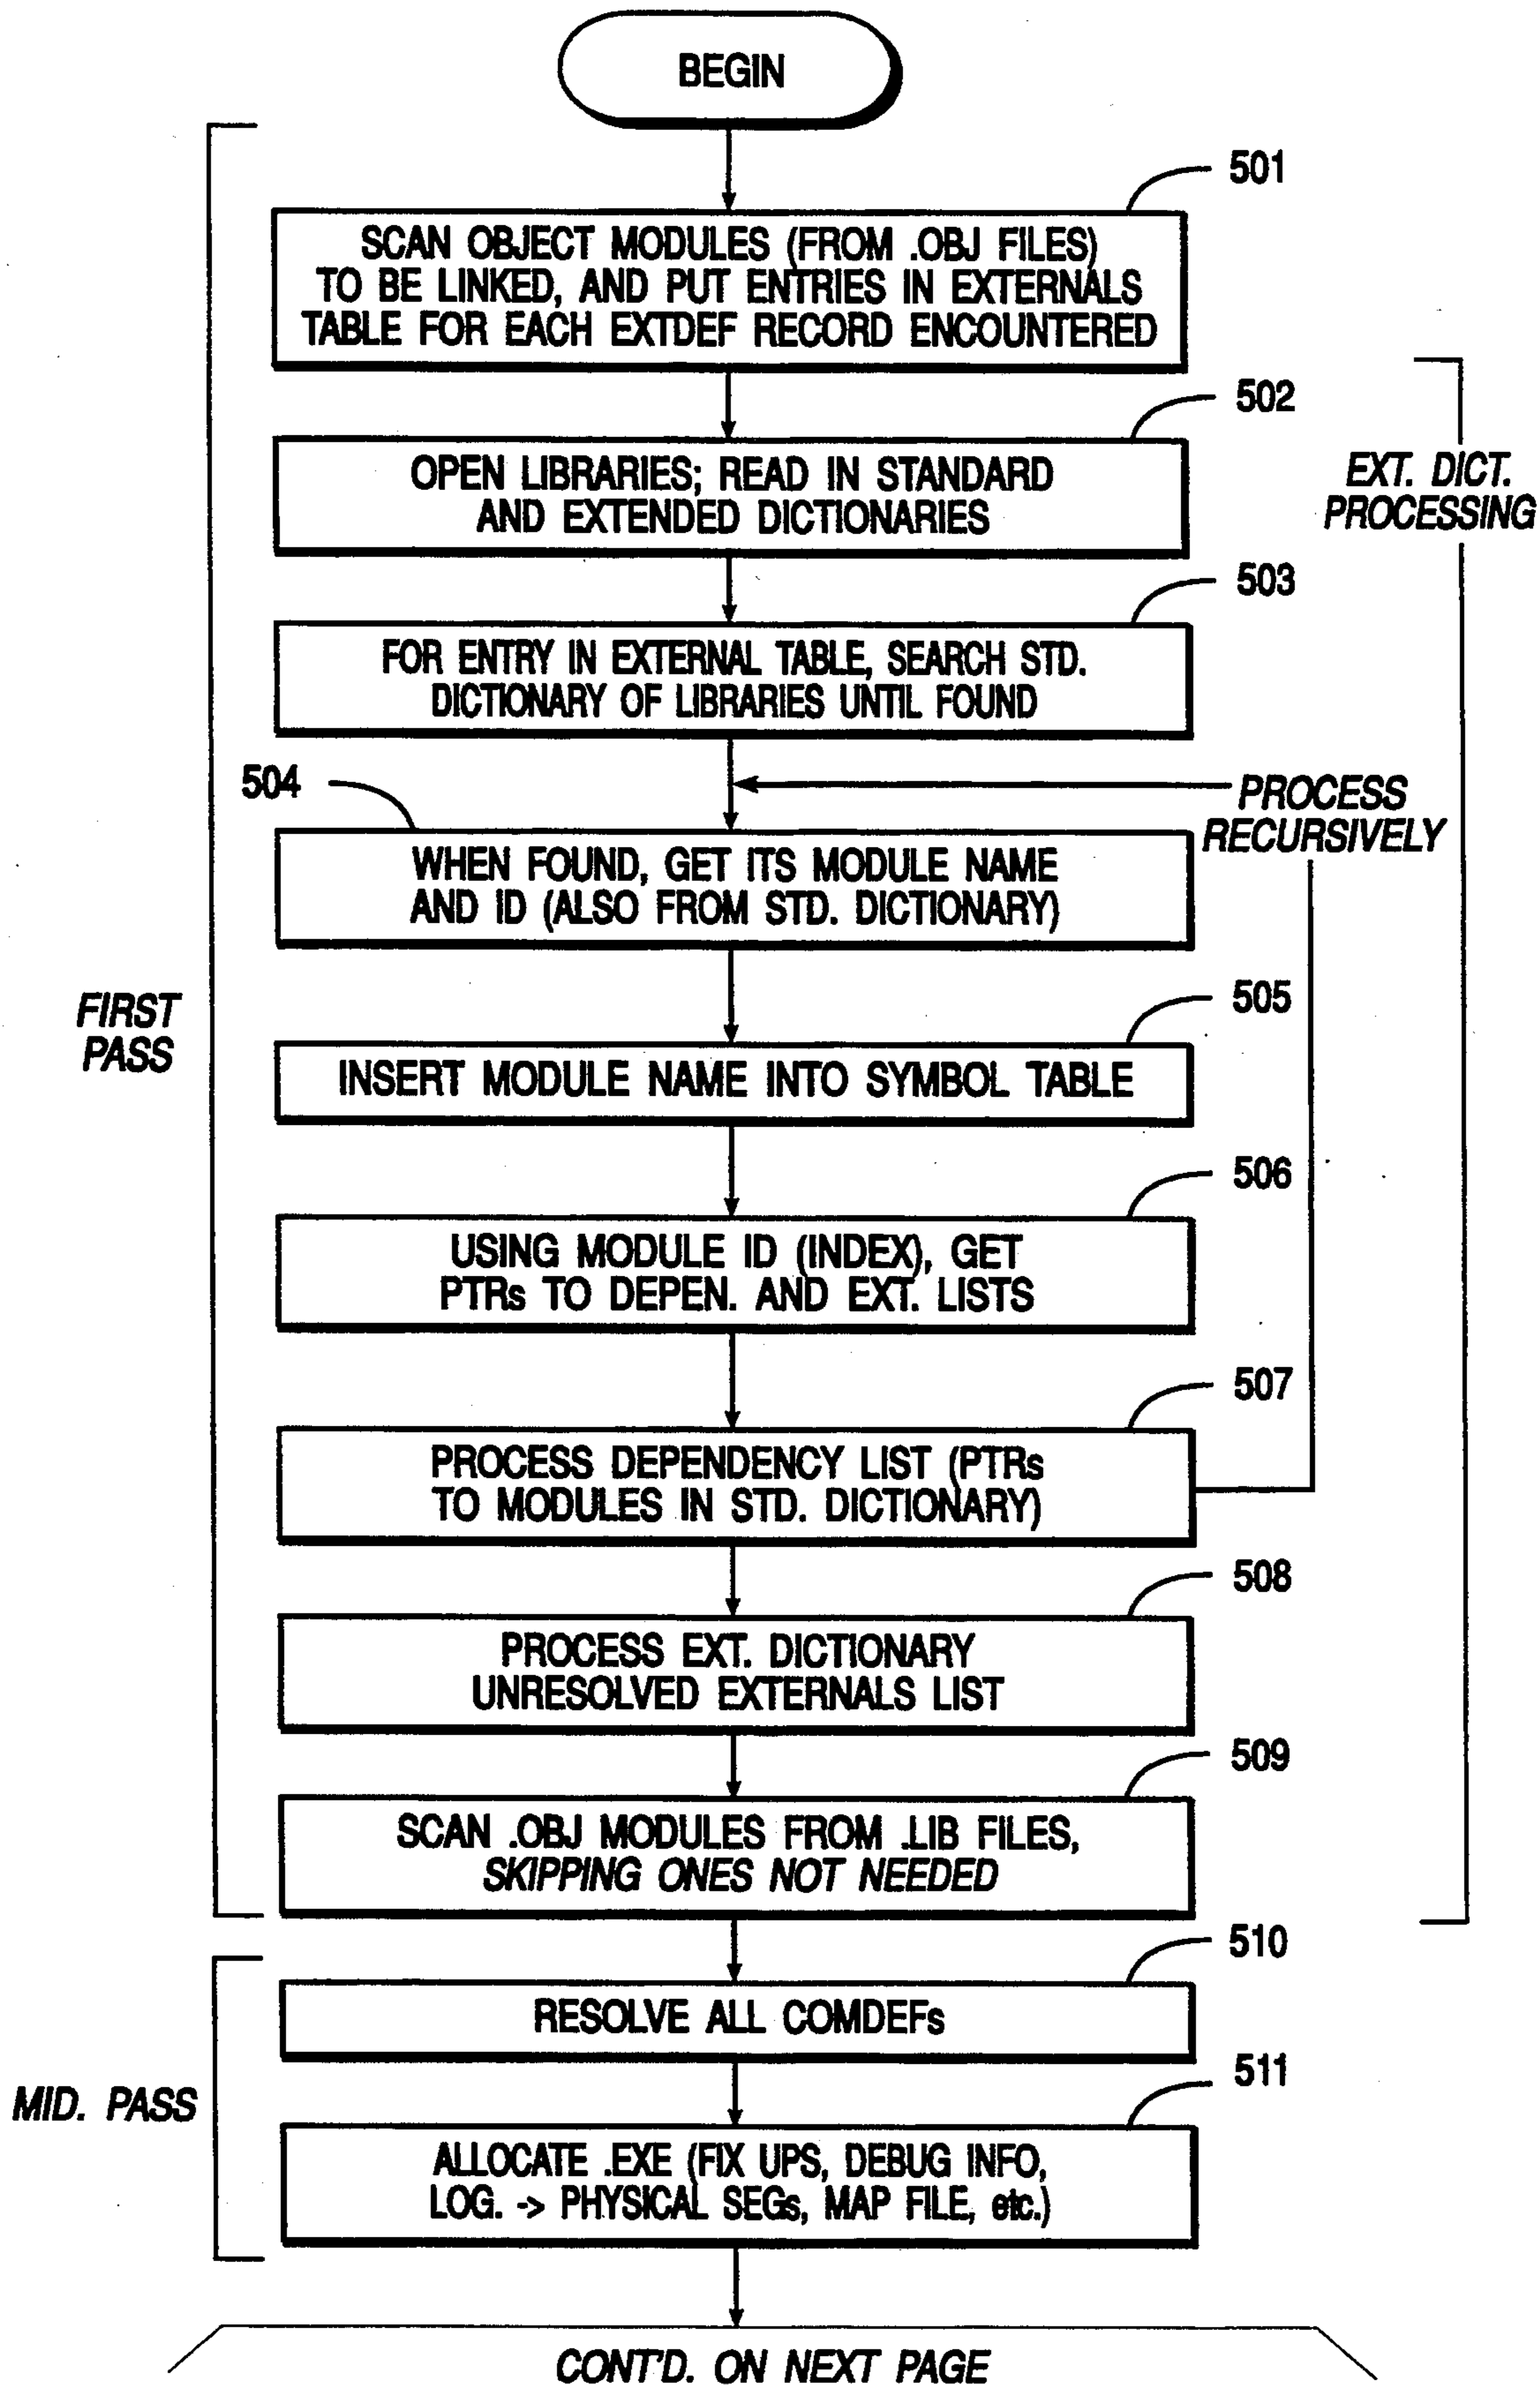 BEGIN
501
SCAN OBJECT MODULES (FROM .OBJ FILES)
TO BE LINKED, AND PUT ENTRIES IN EXTERNALS
TABLE FOR EACH EXTDEF RECORD ENCOUNTERED
502
OPEN LIBRARIES; READ IN STANDARD
AND EXTENDED DICTIONARIES
EXT. DICT.
PROCESSING
503
FOR ENTRY IN EXTERNAL TABLE, SEARCH STD.
DICTIONARY OF LIBRARIES UNTIL FOUND
504
PROCESS
RECURSIVELY
WHEN FOUND, GET ITS MODULE NAME
AND ID (ALSO FROM STD. DICTIONARY)
FIRST
PASS
505
INSERT MODULE NAME INTO SYMBOL TABLE
506
USING MODULE ID (INDEX), GET
PTRs TO DEPEN. AND EXT. LISTS
507
PROCESS DEPENDENCY LIST (PTRs
TO MODULES IN STD. DICTIONARY)
508
PROCESS EXT. DICTIONARY
UNRESOLVED EXTERNALS LIST
509
SCAN .OBJ MODULES FROM .LIB FILES,
SKIPPING ONES NOT NEEDED
510
RESOLVE ALL COMDEFs
MID. PASS
511
ALLOCATE .EXE (FIX UPS, DEBUG INFO,
LOG. -> PHYSICAL SEGs, MAP FILE, etc.)
CONT'D. ON NEXT PAGE